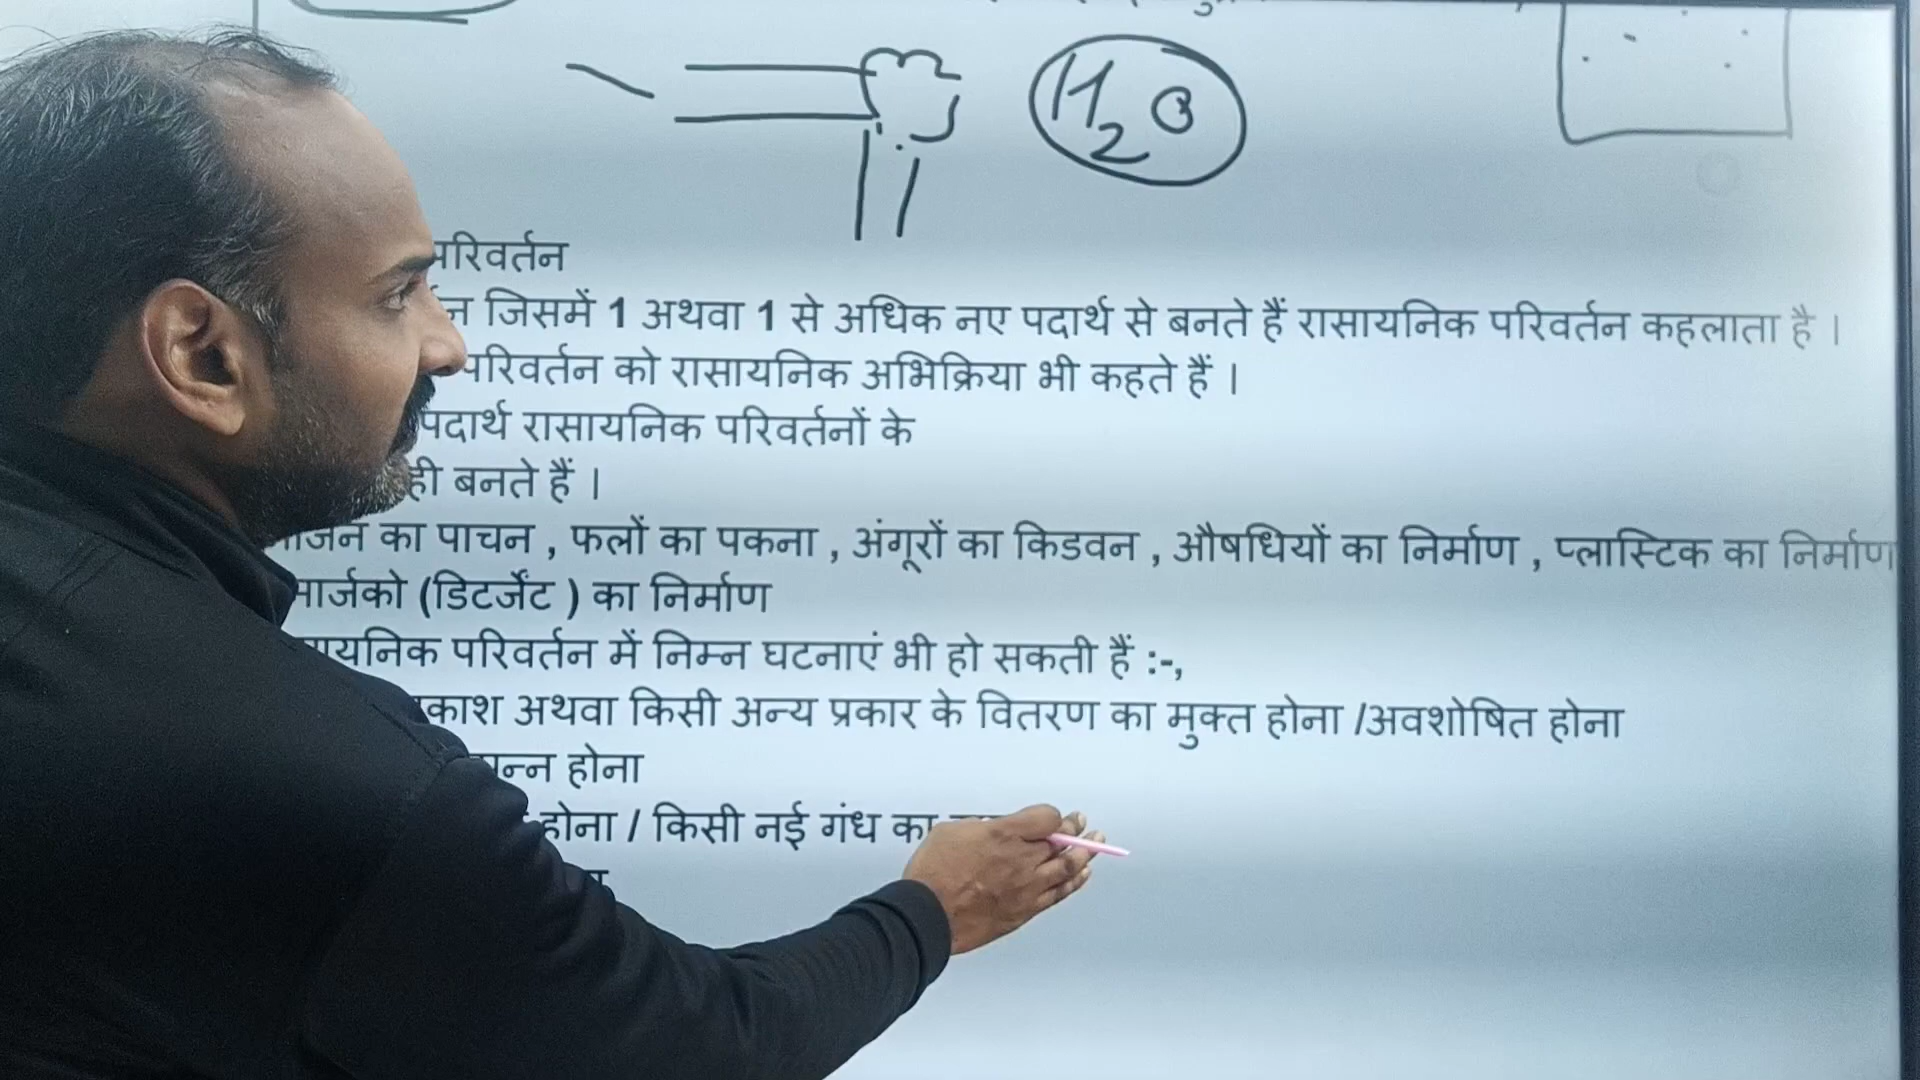 H2O
परिवर्तन
जिसमें 1 अथवा 1 से अधिक नए पदार्थ से बनते हैं रासायनिक परिवर्तन कहलाता है ।
परिवर्तन को रासायनिक अभिक्रिया भी कहते हैं ।
पदार्थ रासायनिक परिवर्तनों के
ही बनते हैं ।
का पाचन , फलों का पकना , अंगूरों का किडवन , औषधियों का निर्माण , प्लास्टिक का निर्माण
(डिटर्जेंट ) का निर्माण
परिवर्तन में निम्न घटनाएं भी हो सकती हैं :-,
अथवा किसी अन्य प्रकार के वितरण का मुक्त होना /अवशोषित होना
होना
होना / किसी नई गंध का